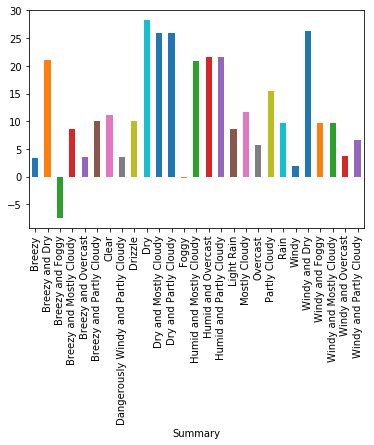 30
25
20
15
10
5
0
−5
Breezy
Breezy and Dry
Breezy and Foggy
Breezy and Mostly Cloudy
Breezy and Overcast
Breezy and Partly Cloudy
Clear
Dangerously Windy and Partly Cloudy
Drizzle
Dry
Dry and Mostly Cloudy
Dry and Partly Cloudy
Foggy
Humid and Mostly Cloudy
Humid and Overcast
Humid and Partly Cloudy
Light Rain
Mostly Cloudy
Overcast
Partly Cloudy
Rain
Windy
Windy and Dry
Windy and Foggy
Windy and Mostly Cloudy
Windy and Overcast
Windy and Partly Cloudy
Summary